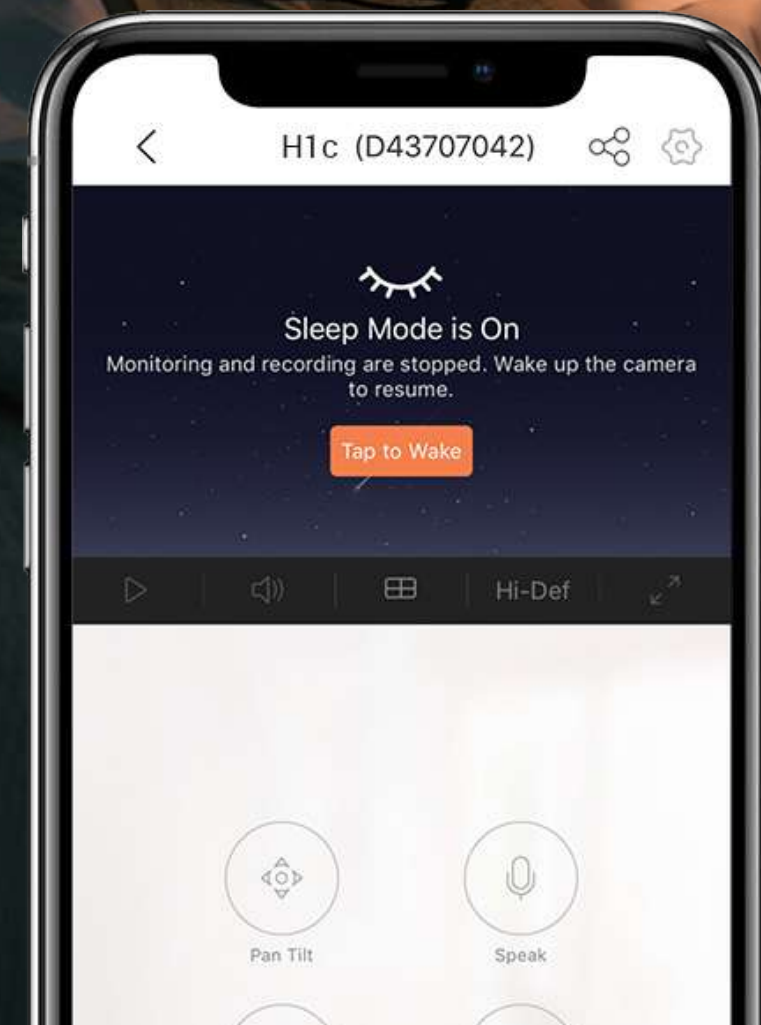 H1c (D43707042)
Sleep Mode is On
Monitoring and recording are stopped. Wake up the camera
to resume.
Tap to Wake
Hi-Def
Pan Tilt
Speak